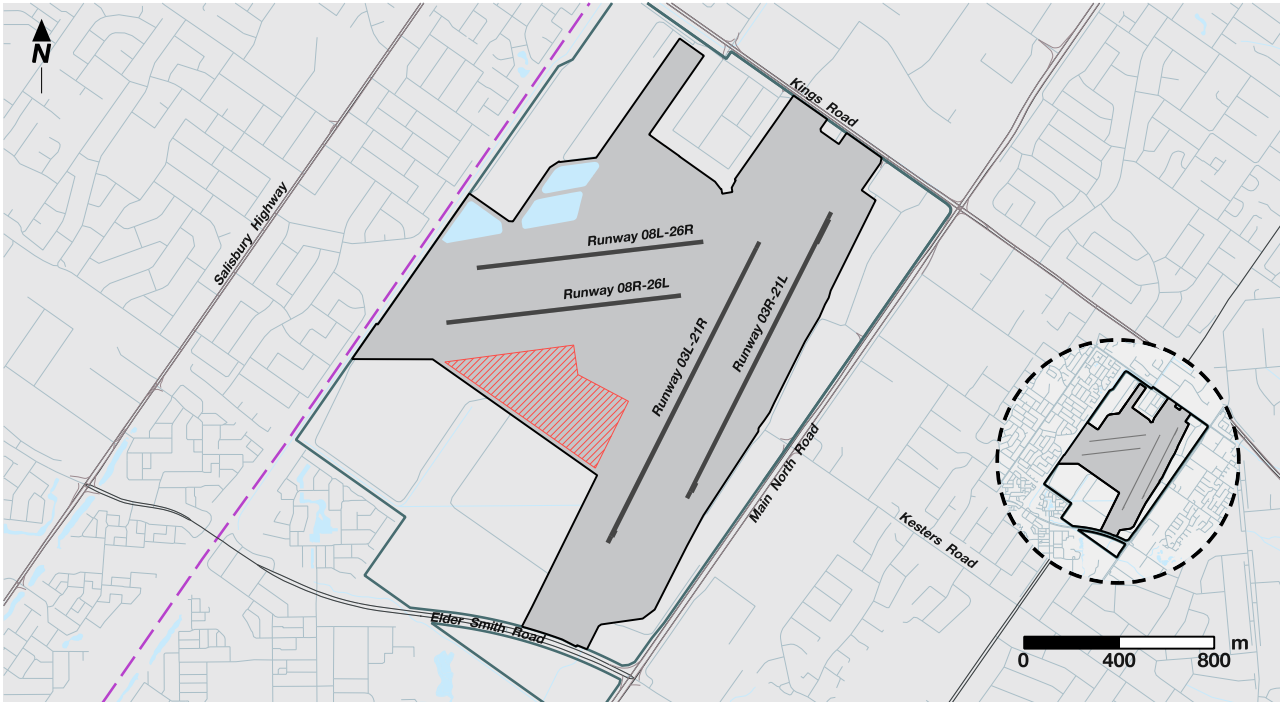 N
Kings Road
Salisbury Highway
Runway 08L-26R
Runway 08R-26L
Runway 03L-21R
Runway 03R-21L
Main North Road
Kesters Road
Elder Smith Road
m
0 400 800